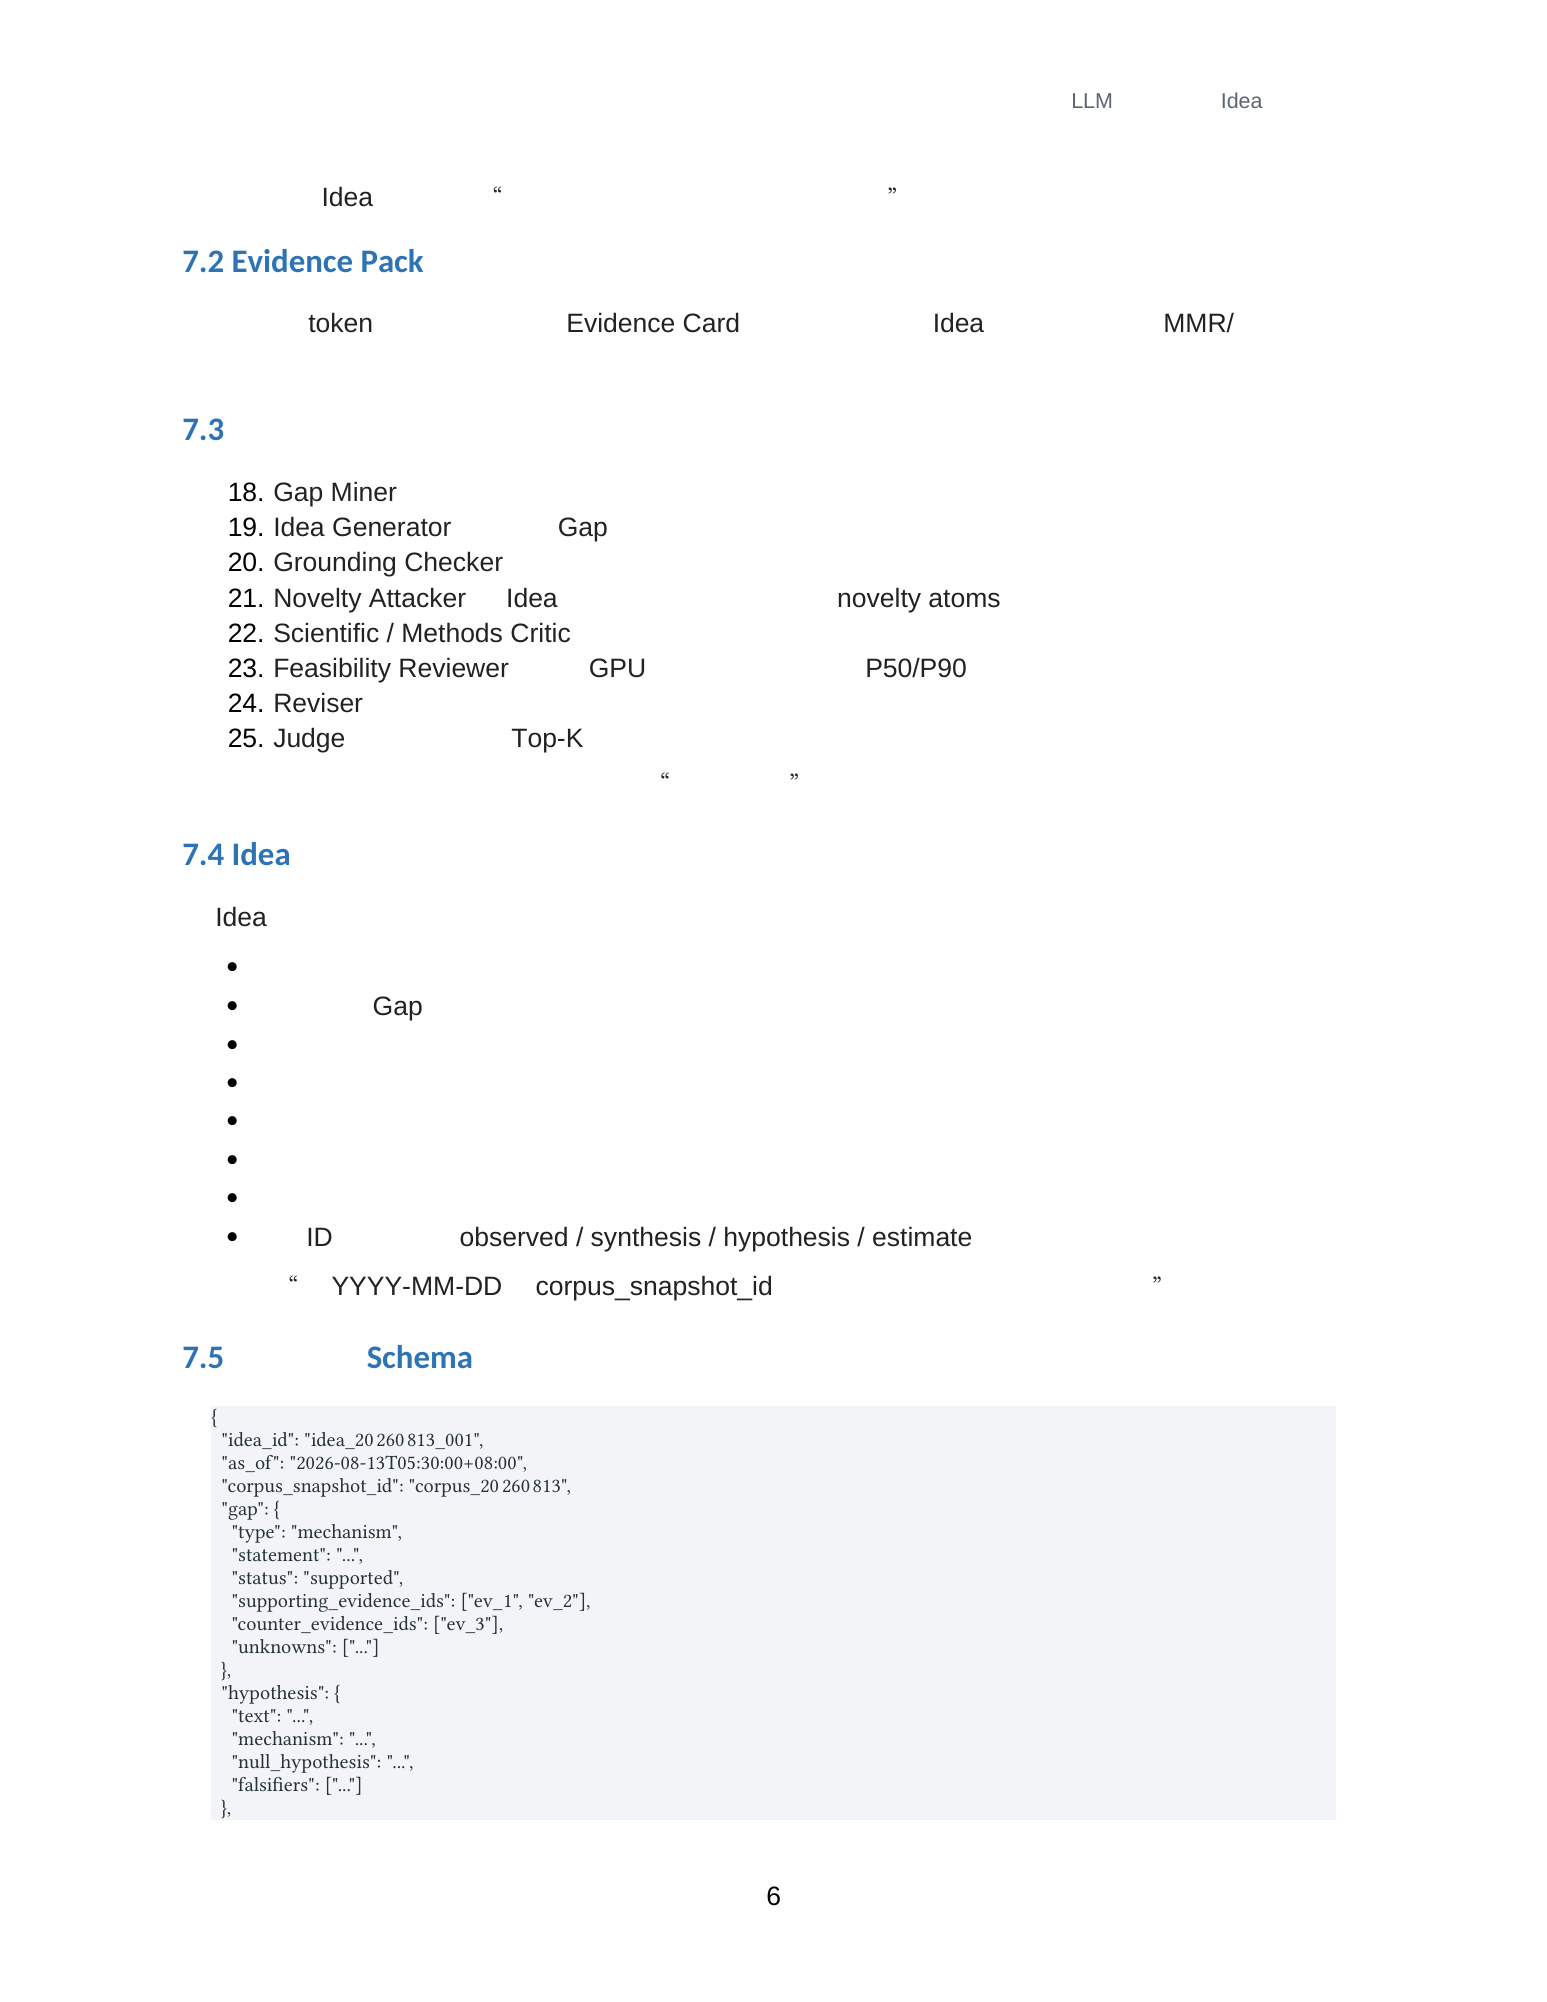 LLM Idea
Idea “ ”
7.2 Evidence Pack
token Evidence Card Idea MMR/
7.3
18. Gap Miner
19. Idea Generator Gap
20. Grounding Checker
21. Novelty Attacker Idea novelty atoms
22. Scientific / Methods Critic
23. Feasibility Reviewer GPU P50/P90
24. Reviser
25. Judge Top-K
“ ”
7.4 Idea
Idea
•
• Gap
•
•
•
•
•
• ID observed / synthesis / hypothesis / estimate
“ YYYY-MM-DD corpus_snapshot_id ”
7.5 Schema
{
"idea_id": "idea_20260813_001",
"as_of": "2026-08-13T05:30:00+08:00",
"corpus_snapshot_id": "corpus_20260813",
"gap": {
"type": "mechanism",
"statement": "...",
"status": "supported",
"supporting_evidence_ids": ["ev_1", "ev_2"],
"counter_evidence_ids": ["ev_3"],
"unknowns": ["..."]
},
"hypothesis": {
"text": "...",
"mechanism": "...",
"null_hypothesis": "...",
"falsifiers": ["..."]
},
6